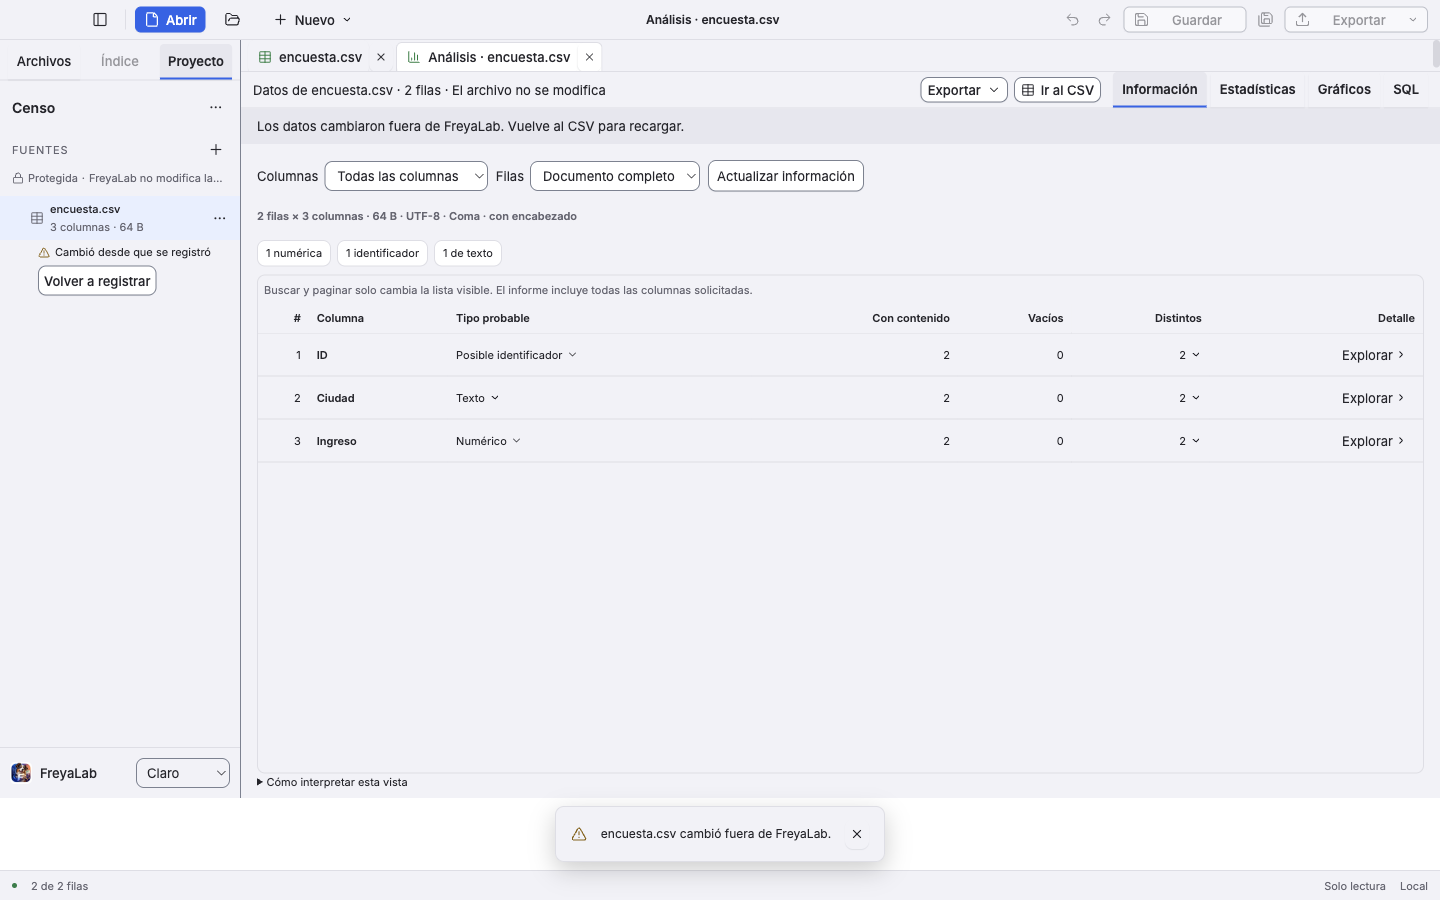 Abrir
Nuevo
Análisis · encuesta.csv
Guardar
Exportar
Archivos
Índice
Proyecto
encuesta.csv
Análisis · encuesta.csv
Datos de encuesta.csv · 2 filas · El archivo no se modifica
Exportar
Ir al CSV
Información
Estadísticas
Gráficos
SQL
Censo
Los datos cambiaron fuera de FreyaLab. Vuelve al CSV para recargar.
FUENTES
Protegida · FreyaLab no modifica la...
encuesta.csv
3 columnas · 64 B
Cambió desde que se registró
Volver a registrar
Columnas
Todas las columnas
Filas
Documento completo
Actualizar información
2 filas × 3 columnas · 64 B · UTF-8 · Coma · con encabezado
1 numérica
1 identificador
1 de texto
Buscar y paginar solo cambia la lista visible. El informe incluye todas las columnas solicitadas.
# Columna Tipo probable Con contenido Vacíos Distintos Detalle
1 ID Posible identificador 2 0 2 Explorar
2 Ciudad Texto 2 0 2 Explorar
3 Ingreso Numérico 2 0 2 Explorar
Cómo interpretar esta vista
FreyaLab
Claro
encuesta.csv cambió fuera de FreyaLab.
2 de 2 filas
Solo lectura
Local